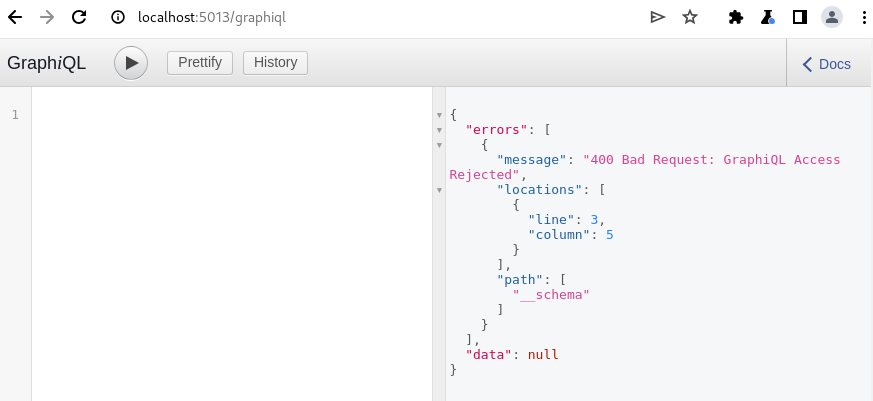 localhost:5013/graphiql
GraphiQL Prettify History Docs
1
{
"errors": [
{
"message": "400 Bad Request: GraphiQL Access
Rejected",
"locations": [
{
"line": 3,
"column": 5
}
],
"path": [
"__schema"
]
}
],
"data": null
}